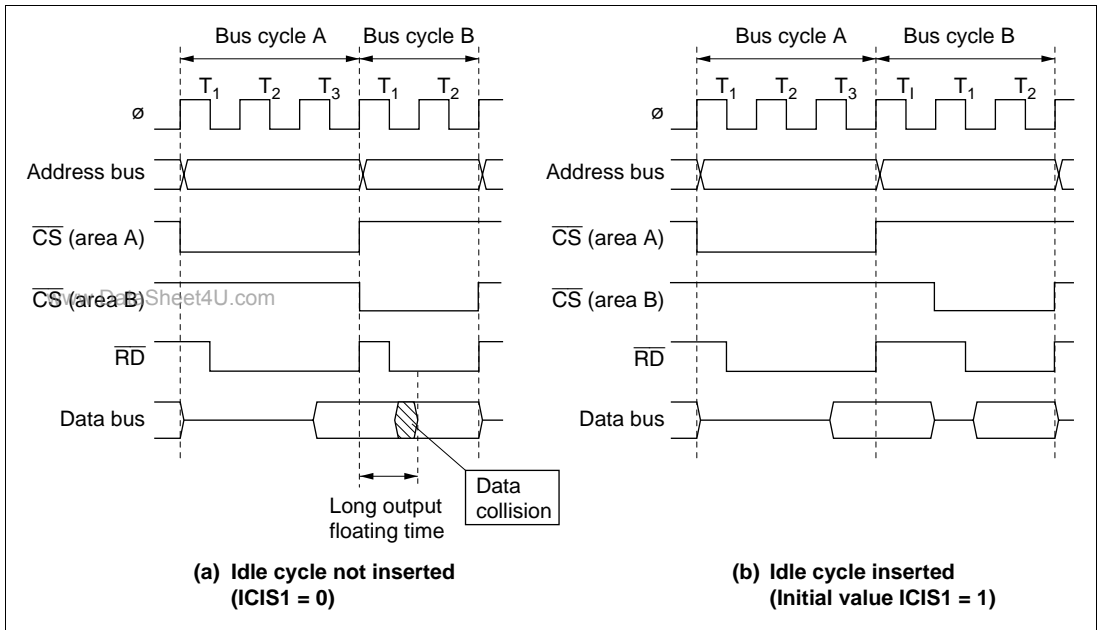 Bus cycle A Bus cycle B
T1 T2 T3 T1 T2
ø
Address bus
CS (area A)
CS (area B)
www.DataSheet4U.com
RD
Data bus
Long output
floating time
Data
collision
(a) Idle cycle not inserted
(ICIS1 = 0)
Bus cycle A Bus cycle B
T1 T2 T3 TI T1
ø
Address bus
CS (area A)
CS (area B)
RD
Data bus
(b) Idle cycle inserted
(Initial value ICIS1 = 1)